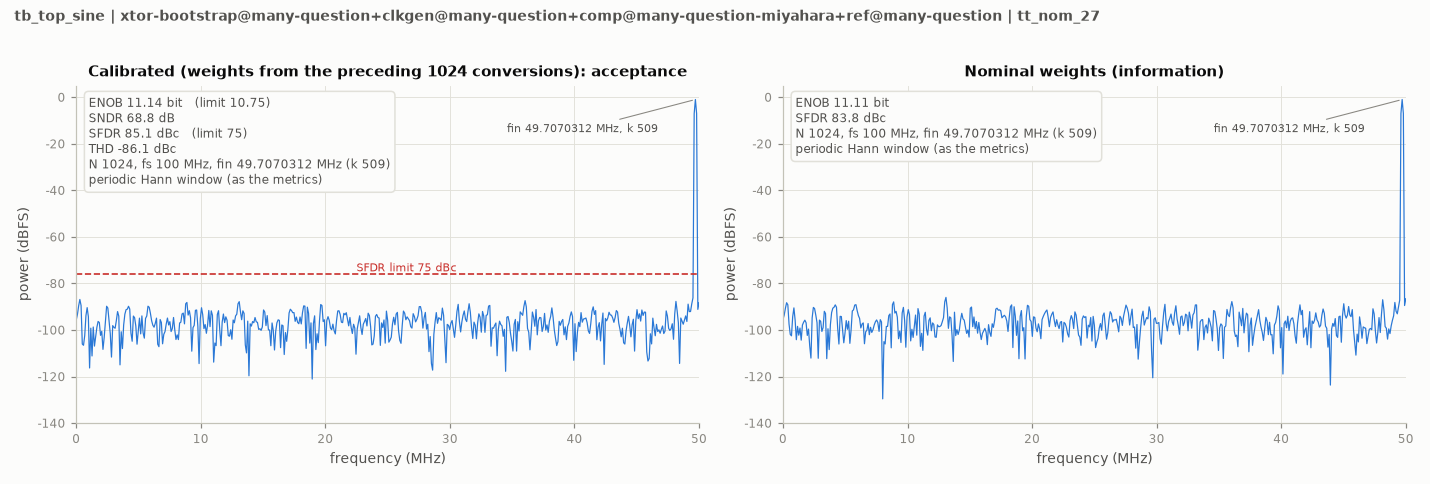 tb_top_sine | xtor-bootstrap@many-question+clkgen@many-question+comp@many-question-miyahara+ref@many-question | tt_nom_27
Calibrated (weights from the preceding 1024 conversions): acceptance
ENOB 11.14 bit (limit 10.75)
SNDR 68.8 dB
SFDR 85.1 dBc (limit 75)
THD -86.1 dBc
N 1024, fs 100 MHz, fin 49.7070312 MHz (k 509)
periodic Hann window (as the metrics)
fin 49.7070312 MHz, k 509
SFDR limit 75 dBc
power (dBFS)
0
-20
-40
-60
-80
-100
-120
-140
0 10 20 30 40 50
frequency (MHz)
Nominal weights (information)
ENOB 11.11 bit
SFDR 83.8 dBc
N 1024, fs 100 MHz, fin 49.7070312 MHz (k 509)
periodic Hann window (as the metrics)
fin 49.7070312 MHz, k 509
power (dBFS)
0
-20
-40
-60
-80
-100
-120
-140
0 10 20 30 40 50
frequency (MHz)